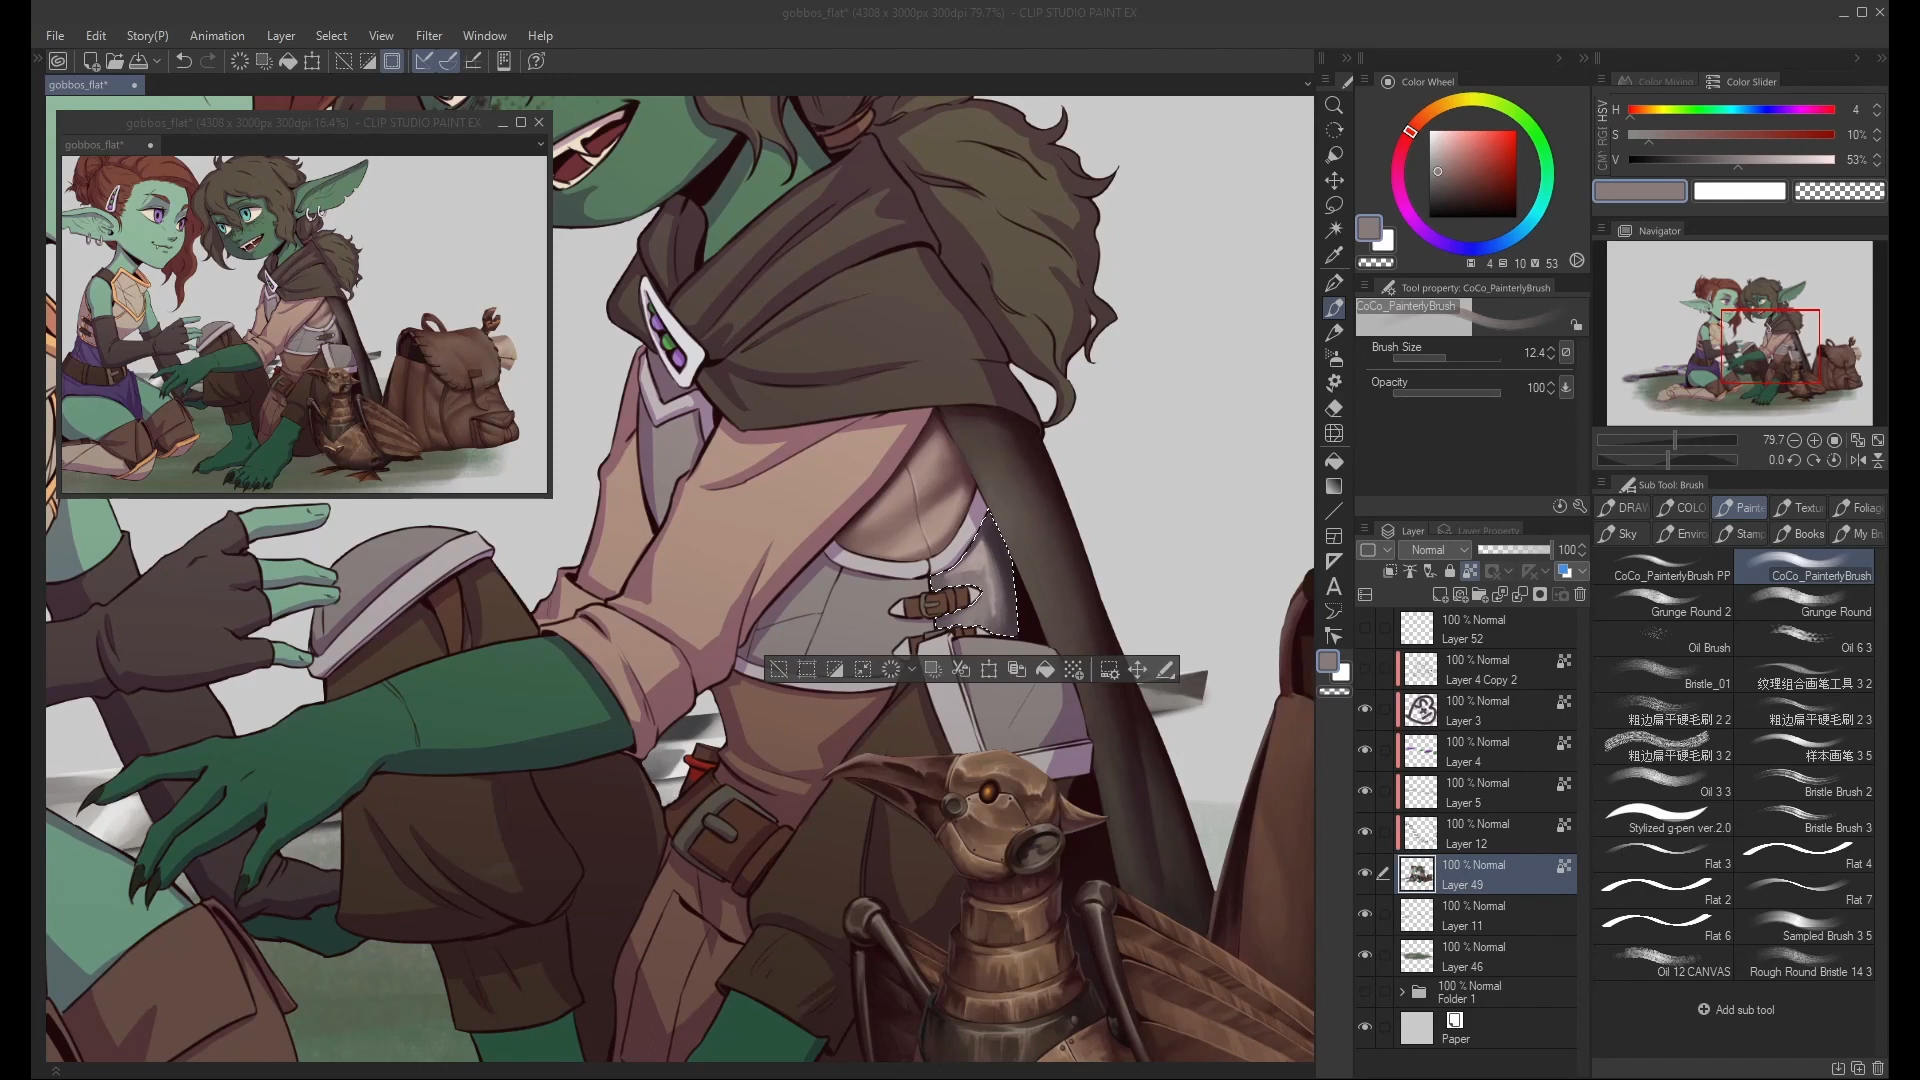 gobbos_flat* (4308 x 3000px 300dpi 79.7%) - CLIP STUDIO PAINT EX
File Edit Story(P) Animation Layer Select View Filter Window Help
gobbos_flat*
gobbos_flat* (4308 x 3000px 300dpi 16.4%) - CLIP STUDIO PAINT EX
gobbos_flat*
Color Wheel
4 10 53
Tool property: CoCo_PainterlyBrush
CoCo_PainterlyBrush
Brush Size 12.4
Opacity 100
Layer Layer Property
Normal 100
100 % Normal
Layer 52
100 % Normal
Layer 4 Copy 2
100 % Normal
Layer 3
100 % Normal
Layer 4
100 % Normal
Layer 5
100 % Normal
Layer 12
100 % Normal
Layer 49
100 % Normal
Layer 11
100 % Normal
Layer 46
100 % Normal
Folder 1
Paper
Color Mixing Color Slider
HSV
H 4
S 10%
V 53%
Navigator
79.7
0.0
Sub Tool: Brush
DRA COLO Painte Textu Foliag
Sky Enviro Stamp Books My Br
CoCo_PainterlyBrush PP CoCo_PainterlyBrush
Grunge Round 2 Grunge Round
Oil Brush Oil 6 3
Bristle_01 纹理组合画笔工具 3 2
粗边扁平硬毛刷 2 2 粗边扁平硬毛刷 2 3
粗边扁平硬毛刷 3 2 样本画笔 3 5
Oil 3 3 Bristle Brush 2
Stylized g-pen ver.2.0 Bristle Brush 3
Flat 3 Flat 4
Flat 2 Flat 7
Flat 6 Sampled Brush 3 5
Oil 12 CANVAS Rough Round Bristle 14 3
Add sub tool